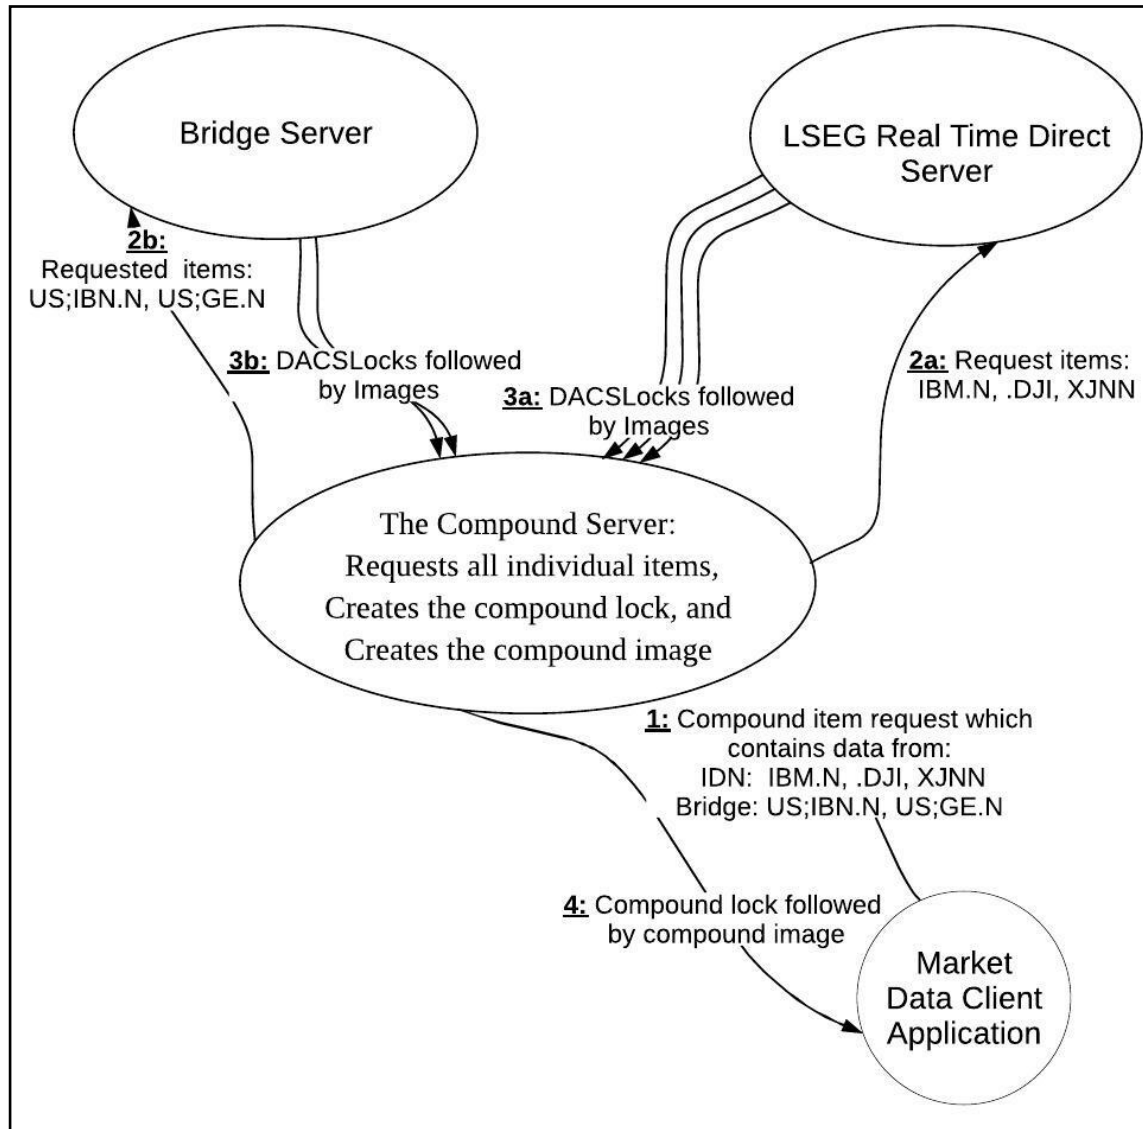 Bridge Server
LSEG Real Time Direct
Server
2b:
Requested items:
US;IBN.N, US;GE.N
3b: DACSLocks followed
by Images
3a: DACSLocks followed
by Images
2a: Request items:
IBM.N, .DJI, XJNN
The Compound Server:
Requests all individual items,
Creates the compound lock, and
Creates the compound image
1: Compound item request which
contains data from:
IDN: IBM.N, .DJI, XJNN
Bridge: US;IBN.N, US;GE.N
4: Compound lock followed
by compound image
Market
Data Client
Application